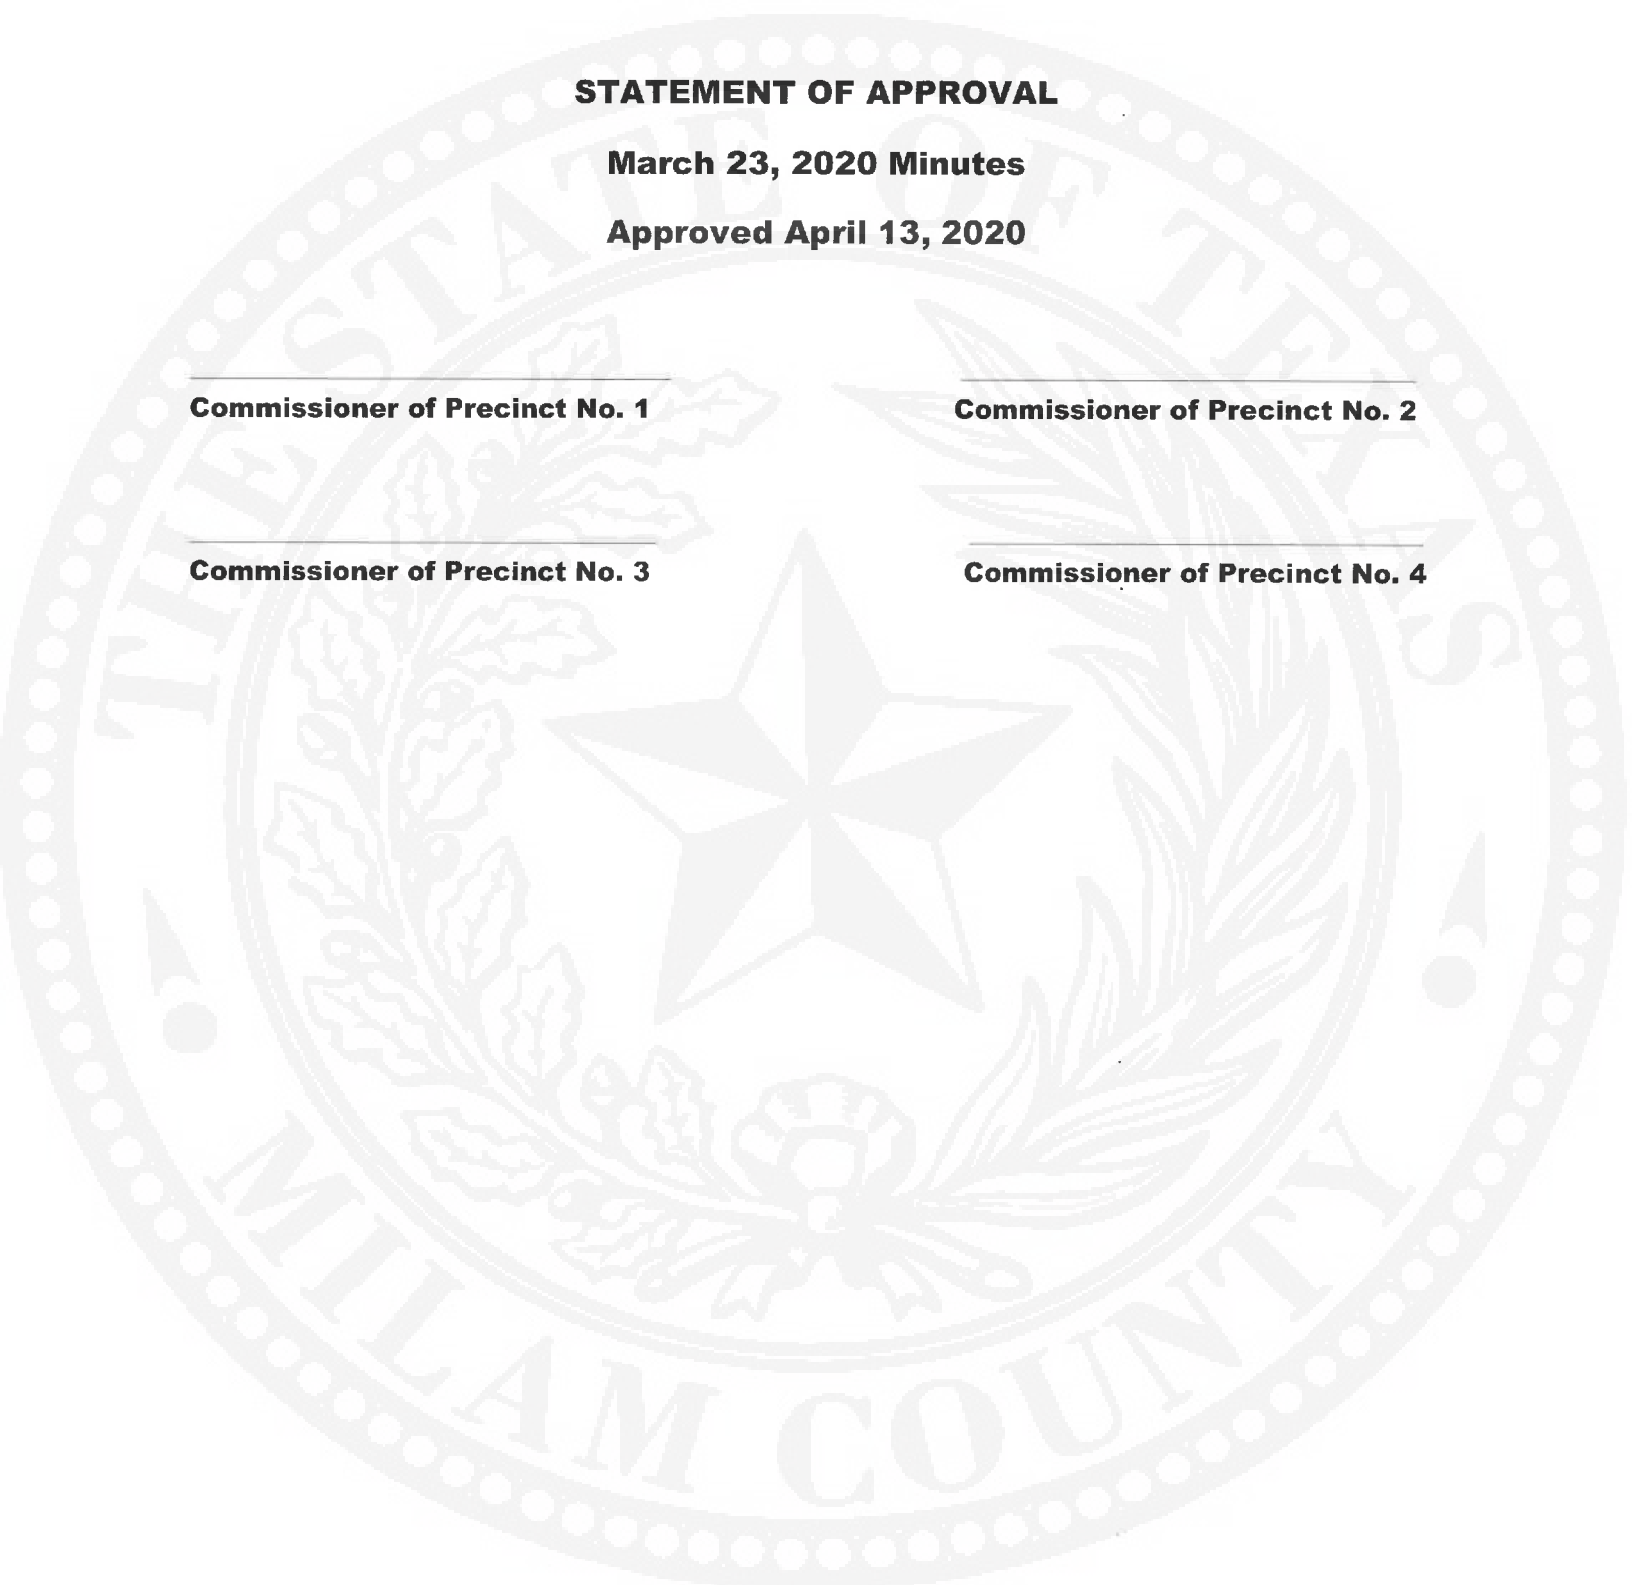 STATEMENT OF APPROVAL
March 23, 2020 Minutes
Approved April 13, 2020
Commissioner of Precinct No. 1
Commissioner of Precinct No. 2
Commissioner of Precinct No. 3
Commissioner of Precinct No. 4
THE STATE OF TEXAS
MILAM COUNTY